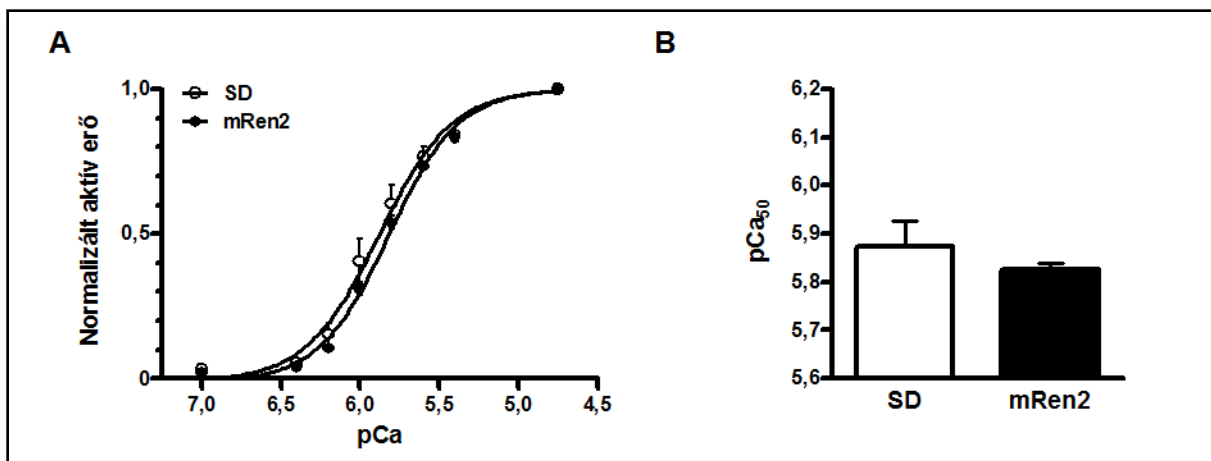 A
Normalizált aktív erő
1,0
0,5
0
SD
mRen2
7,0 6,5 6,0 5,5 5,0 4,5
pCa
B
pCa50
6,2
6,1
6,0
5,9
5,8
5,7
5,6
SD mRen2